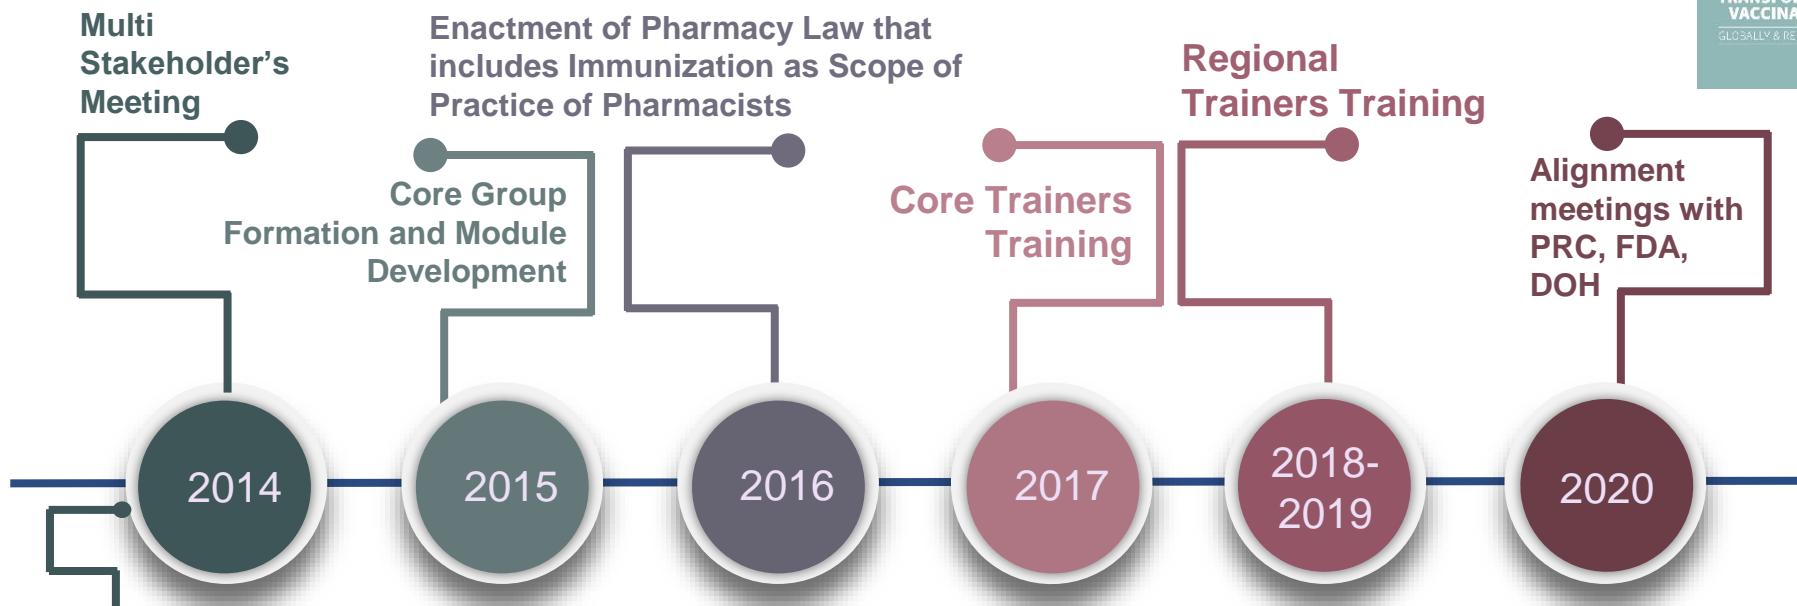 Multi
Stakeholder's
Meeting
Enactment of Pharmacy Law that
includes Immunization as Scope of
Practice of Pharmacists
Regional
Trainers Training
VACCINA
Core Group
Formation and Module
Development
Core Trainers
Training
Alignment
meetings with
PRC, FDA,
DOH
2014
2015
2016
2017
2018-
2019
2020